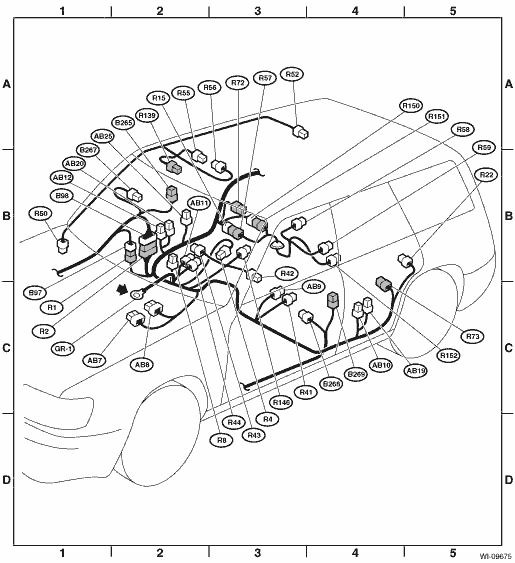 1 2 3 4 5
A A
R52
R57
R72
R56
R55
R15
R139
B265
AB25
B267
AB20
AB12
B98
R50
R150
R151
R58
R59
R22
AB11
B B
R42
AB9
B97
R1
R2
GR-1
AB7
AB8
C C
R73
R152
AB19
AB10
B269
B268
R41
R146
R4
R43
R44
R8
D D
1 2 3 4 5
WI-09675